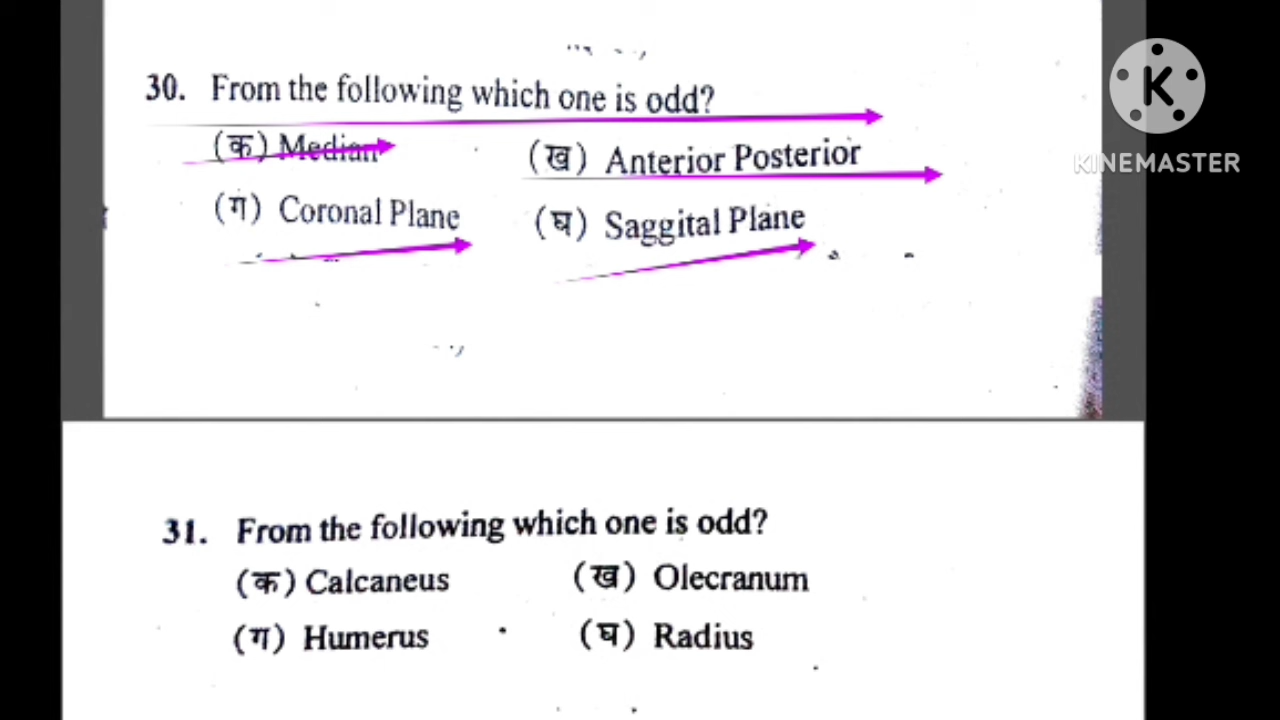 30. From the following which one is odd?
(क) Median (ख) Anterior Posterior
(ग) Coronal Plane (घ) Saggital Plane
K
KINEMASTER
31. From the following which one is odd?
(क) Calcaneus (ख) Olecranum
(ग) Humerus (घ) Radius